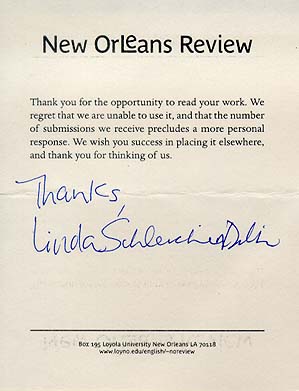 New Orleans Review
Thank you for the opportunity to read your work. We
regret that we are unable to use it, and that the number
of submissions we receive precludes a more personal
response. We wish you success in placing it elsewhere,
and thank you for thinking of us.
Thanks,
Linda
Box 195 Loyola University New Orleans LA 70118
www.loyno.edu/english/~noreview